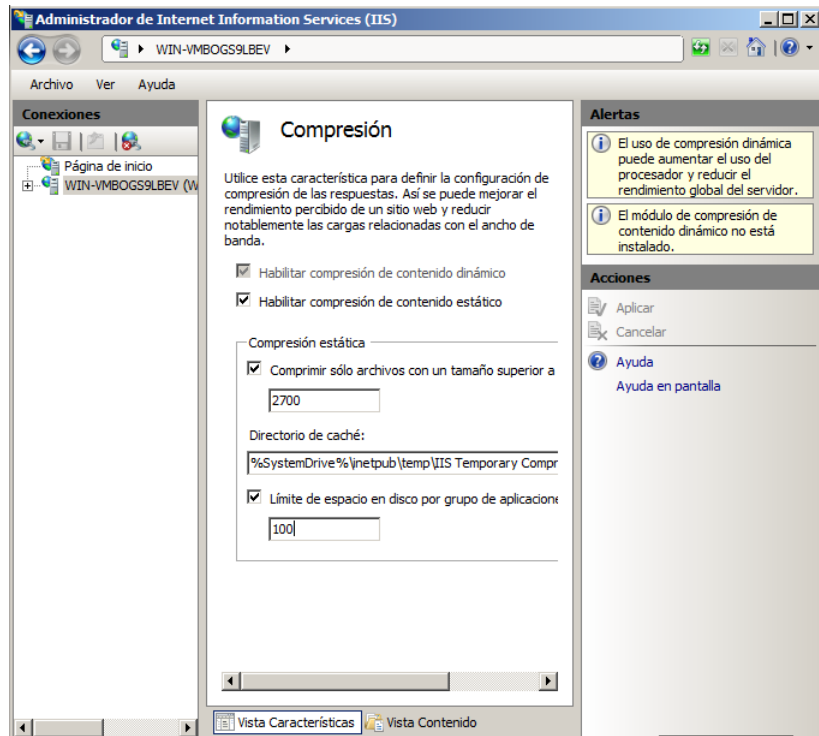 Administrador de Internet Information Services (IIS)
WIN-VMBOGS9LBEV
Archivo Ver Ayuda
Conexiones
Página de inicio
WIN-VMBOGS9LBEV (W
Compresión
Utilice esta característica para definir la configuración de
compresión de las respuestas. Así se puede mejorar el
rendimiento percibido de un sitio web y reducir
notablemente las cargas relacionadas con el ancho de
banda.
Habilitar compresión de contenido dinámico
Habilitar compresión de contenido estático
Compresión estática
Comprimir sólo archivos con un tamaño superior a
2700
Directorio de caché:
%SystemDrive%\inetpub\temp\IIS Temporary Compr
Límite de espacio en disco por grupo de aplicacione
100
Vista Características Vista Contenido
Alertas
El uso de compresión dinámica
puede aumentar el uso del
procesador y reducir el
rendimiento global del servidor.
El módulo de compresión de
contenido dinámico no está
instalado.
Acciones
Aplicar
Cancelar
Ayuda
Ayuda en pantalla